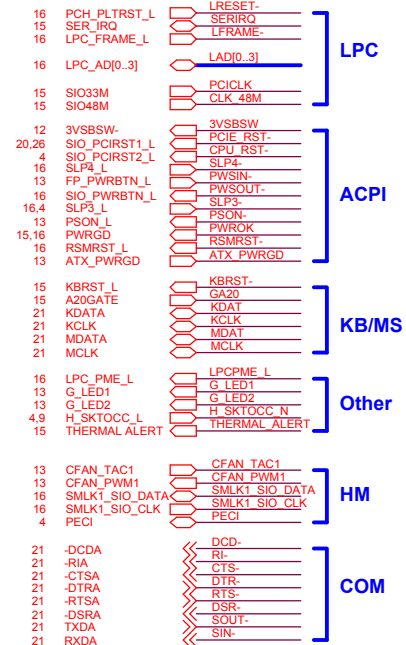 16 PCH_PLTRST_L LRESET-
15 SER_IRQ SERIRQ
16 LPC_FRAME_L LFRAME-
16 LPC_AD[0..3] LAD[0..3]
15 SIO33M PCICLK
15 SIO48M CLK_48M
LPC
12 3VSBSW- 3VSBSW
20,26 SIO_PCIRST1_L PCIE_RST-
4 SIO_PCIRST2_L CPU_RST-
16 SLP4_L SLP4-
13 FP_PWRBTN_L PWSIN-
16 SIO_PWRBTN_L PWSOUT-
16,4 SLP3_L SLP3-
13 PSON_L PSON-
15,16 PWRGD PWROK
16 RSMRST_L RSMRST-
13 ATX_PWRGD ATX_PWRGD
ACPI
15 KBRST_L KBRST-
15 A20GATE GA20
21 KDATA KDAT
21 KCLK KCLK
21 MDATA MDAT
21 MCLK MCLK
KB/MS
16 LPC_PME_L LPCPME_L
13 G_LED1 G_LED1
13 G_LED2 G_LED2
4,9 H_SKTOCC_L H_SKTOCC_N
15 THERMAL ALERT THERMAL_ALERT
Other
13 CFAN_TAC1 CFAN_TAC1
13 CFAN_PWM1 CFAN_PWM1
16 SMLK1_SIO_DATA SMLK1_SIO_DATA
16 SMLK1_SIO_CLK SMLK1_SIO_CLK
4 PECI PECI
HM
21 -DCDA DCD-
21 -RIA RI-
21 -CTSA CTS-
21 -DTRA DTR-
21 -RTSA RTS-
21 -DSRA DSR-
21 TXDA SOUT-
21 RXDA SIN-
COM